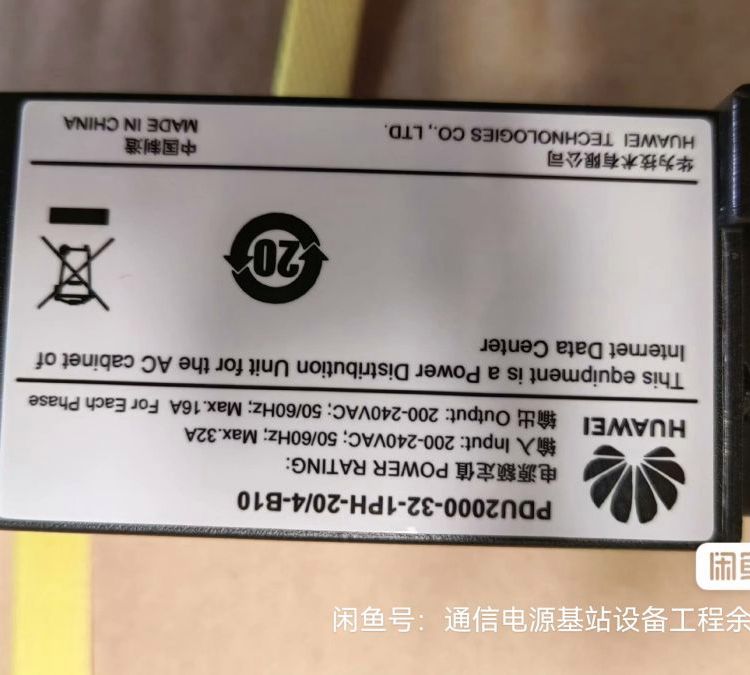 PDU2000-32-1PH-20/4-B10
电源额定值 POWER RATING:
输入 Input: 200-240VAC; 50/60Hz; Max.32A
输出 Output: 200-240VAC; 50/60Hz; Max.16A For Each Phase
HUAWEI
This equipment is a Power Distribution Unit for the AC cabinet of
Internet Data Center
20
华为技术有限公司
HUAWEI TECHNOLOGIES CO., LTD.
中国制造
MADE IN CHINA
闲鱼
闲鱼号：通信电源基站设备工程余